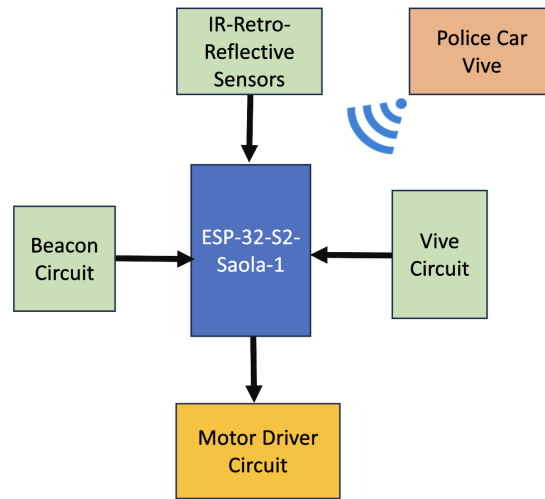 IR-Retro-
Reflective
Sensors
Police Car
Vive
Beacon
Circuit
ESP-32-S2-
Saola-1
Vive
Circuit
Motor Driver
Circuit